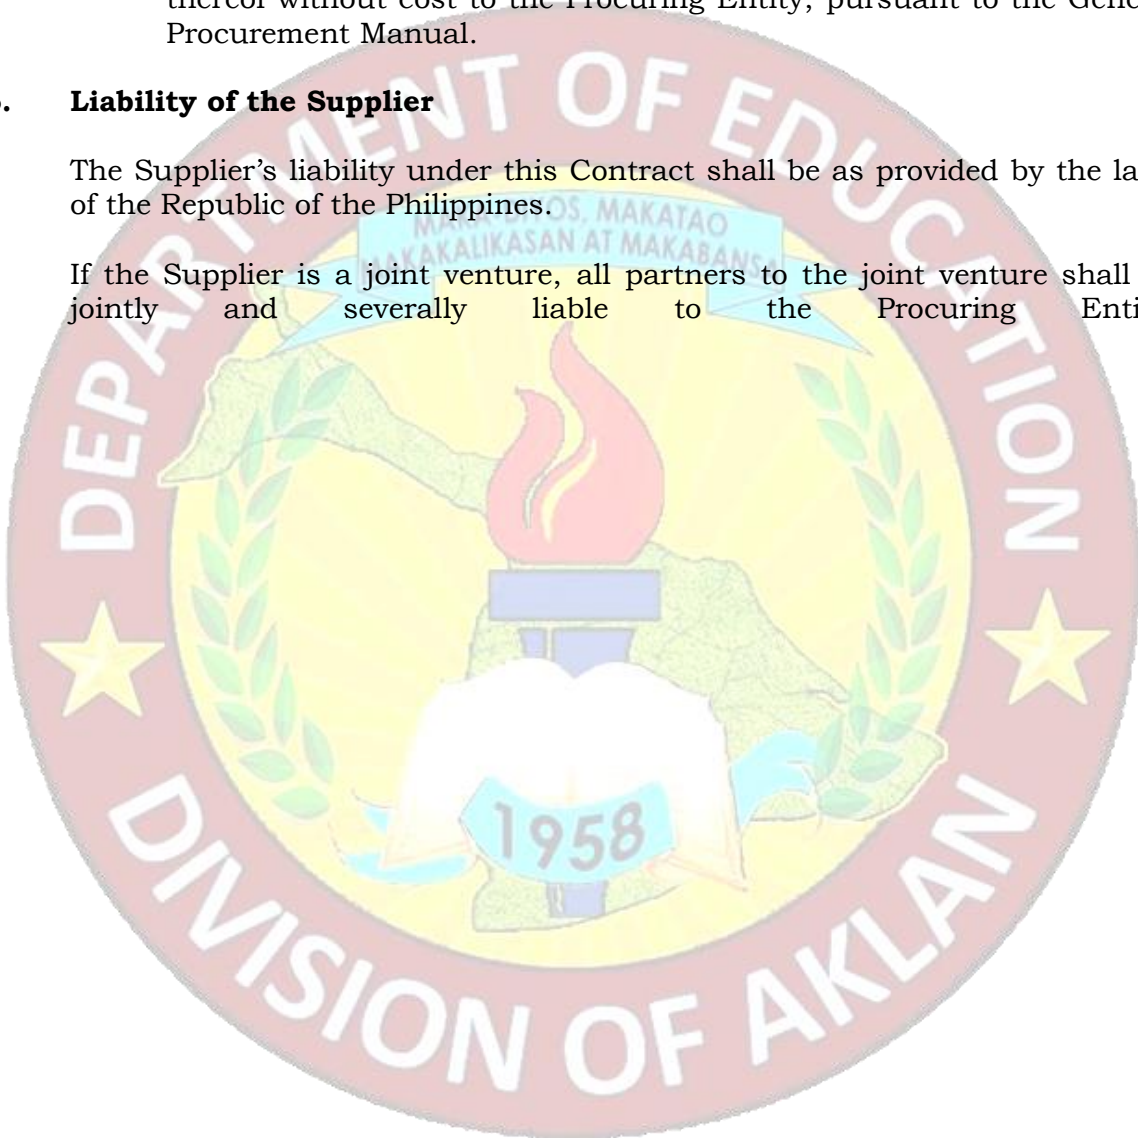 thereof without cost to the Procuring Entity, pursuant to the Gene
Procurement Manual.
. Liability of the Supplier
The Supplier's liability under this Contract shall be as provided by the la
of the Republic of the Philippines.
If the Supplier is a joint venture, all partners to the joint venture shall
jointly and severally liable to the Procuring Enti
DEPARTMENT OF EDUCATION
MAKA-DIYOS, MAKATAO
MAKAKALIKASAN AT MAKABANSA
1958
DIVISION OF AKLAN